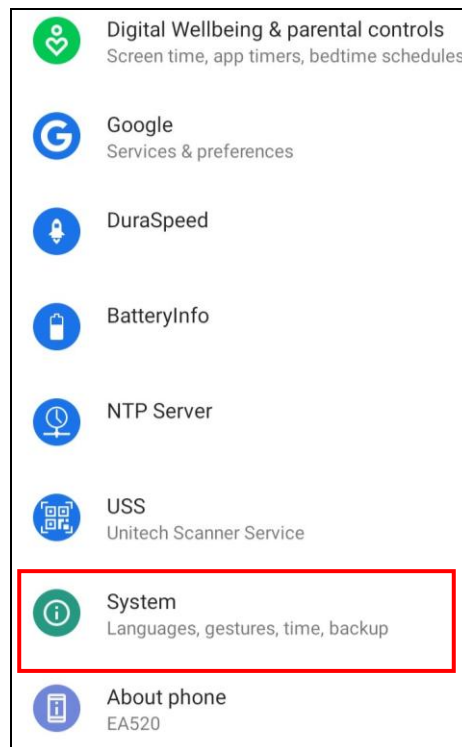 Digital Wellbeing & parental controls
Screen time, app timers, bedtime schedules
Google
Services & preferences
DuraSpeed
BatteryInfo
NTP Server
USS
Unitech Scanner Service
System
Languages, gestures, time, backup
About phone
EA520